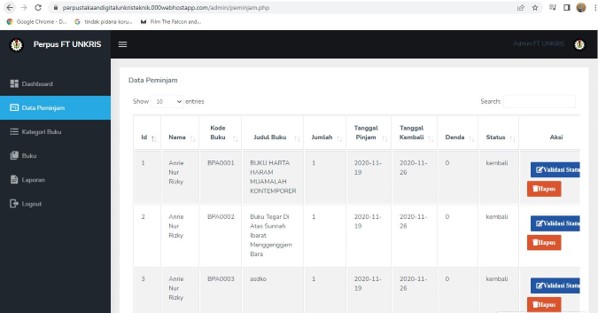 perpustakaandigitalunkristeknik.000webhostapp.com/admin/peminjam.php
Google Chrome - D...
tindak pidana koru...
Film The Falcon and...
Perpus FT UNKRIS
Admin FT UNKRIS
Dashboard
Data Peminjam
Kategori Buku
Buku
Laporan
Logout
Data Peminjam
Show 10 entries
Search:
Id Nama Kode Buku Judul Buku Jumlah Tanggal Pinjam Tanggal Kembali Denda Status Aksi
1 Annie BPA0001 BUKU HARTA 1 2020-11- 2020-11- 0 kembali Validasi Statu
Nur HARAM 19 26
Rizky MUAMALAH Hapus
KONTEMPORER
2 Annie BPA0002 Buku Tegar Di 1 2020-11- 2020-11- 0 kembali Validasi Statu
Nur Atas Sunnah 19 26
Rizky Ibarat Hapus
Menggenggam
Bara
3 Annie BPA0003 asdko 1 2020-11- 2020-11- 0 kembali Validasi Statu
Nur 19 26
Rizky Hapus